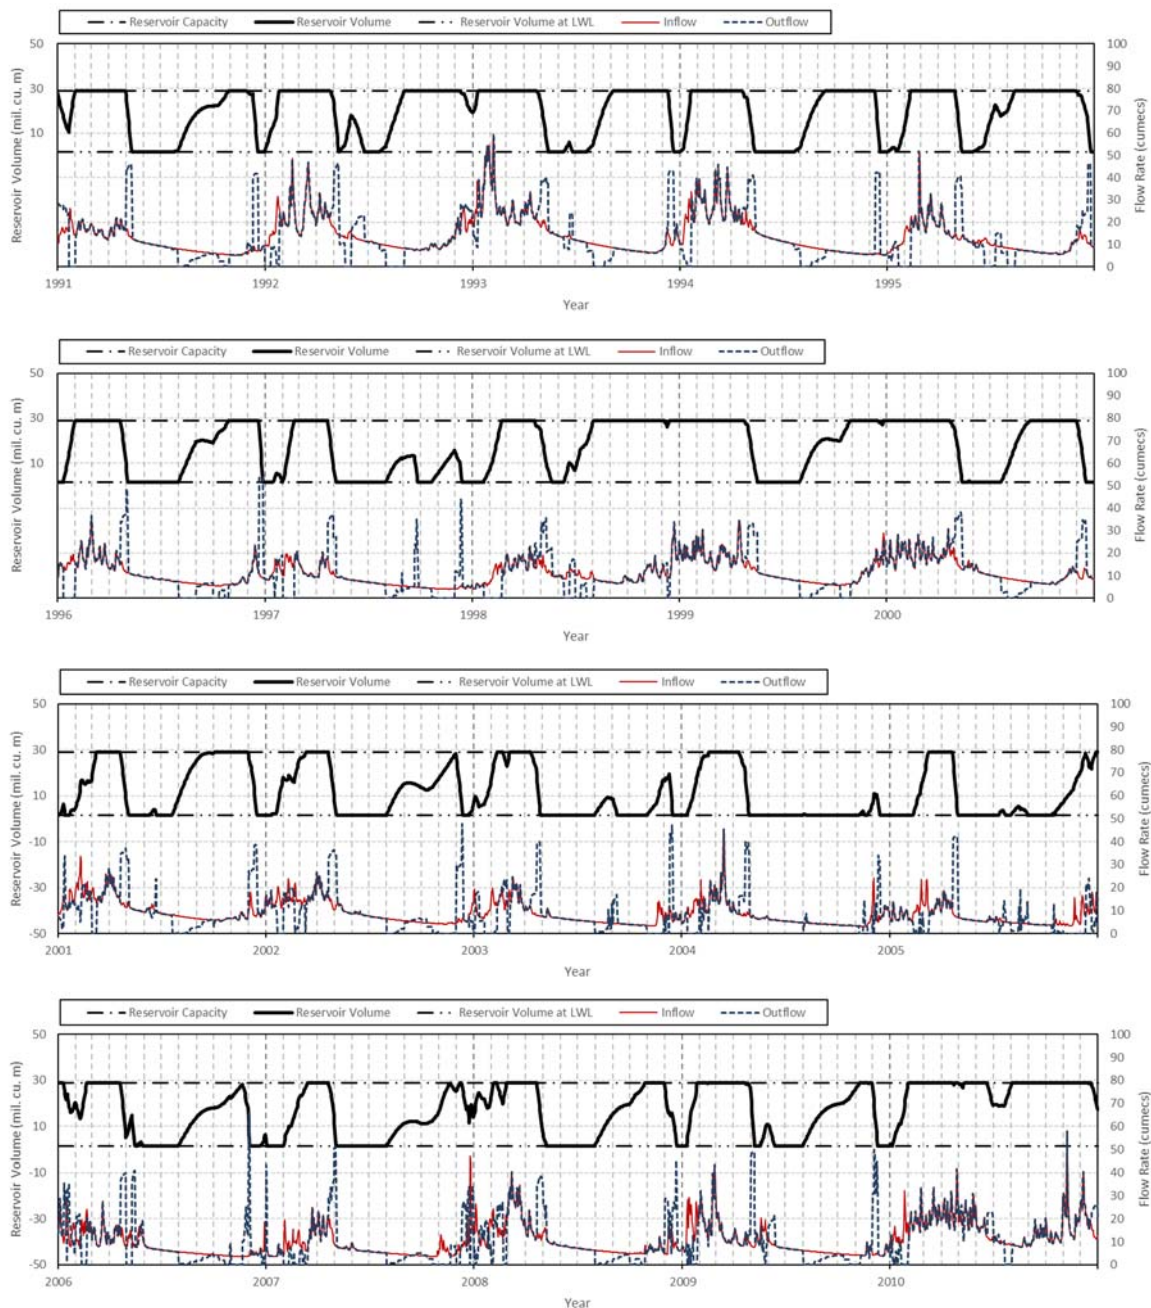 Reservoir Capacity Reservoir Volume Reservoir Volume at LWL Inflow Outflow
50 100
90
30 80
70
10 60
50
40
30
20
10
0
Reservoir Volume (mil. cu. m)
Flow Rate (cumecs)
1991 1992 1993 1994 1995
Year
Reservoir Capacity Reservoir Volume Reservoir Volume at LWL Inflow Outflow
50 100
90
30 80
70
10 60
50
40
30
20
10
0
Reservoir Volume (mil. cu. m)
Flow Rate (cumecs)
1996 1997 1998 1999 2000
Year
Reservoir Capacity Reservoir Volume Reservoir Volume at LWL Inflow Outflow
50 100
90
30 80
70
10 60
50
-10 40
30
-30 20
10
-50 0
Reservoir Volume (mil. cu. m)
Flow Rate (cumecs)
2001 2002 2003 2004 2005
Year
Reservoir Capacity Reservoir Volume Reservoir Volume at LWL Inflow Outflow
50 100
90
30 80
70
10 60
50
-10 40
30
-30 20
10
-50 0
Reservoir Volume (mil. cu. m)
Flow Rate (cumecs)
2006 2007 2008 2009 2010
Year